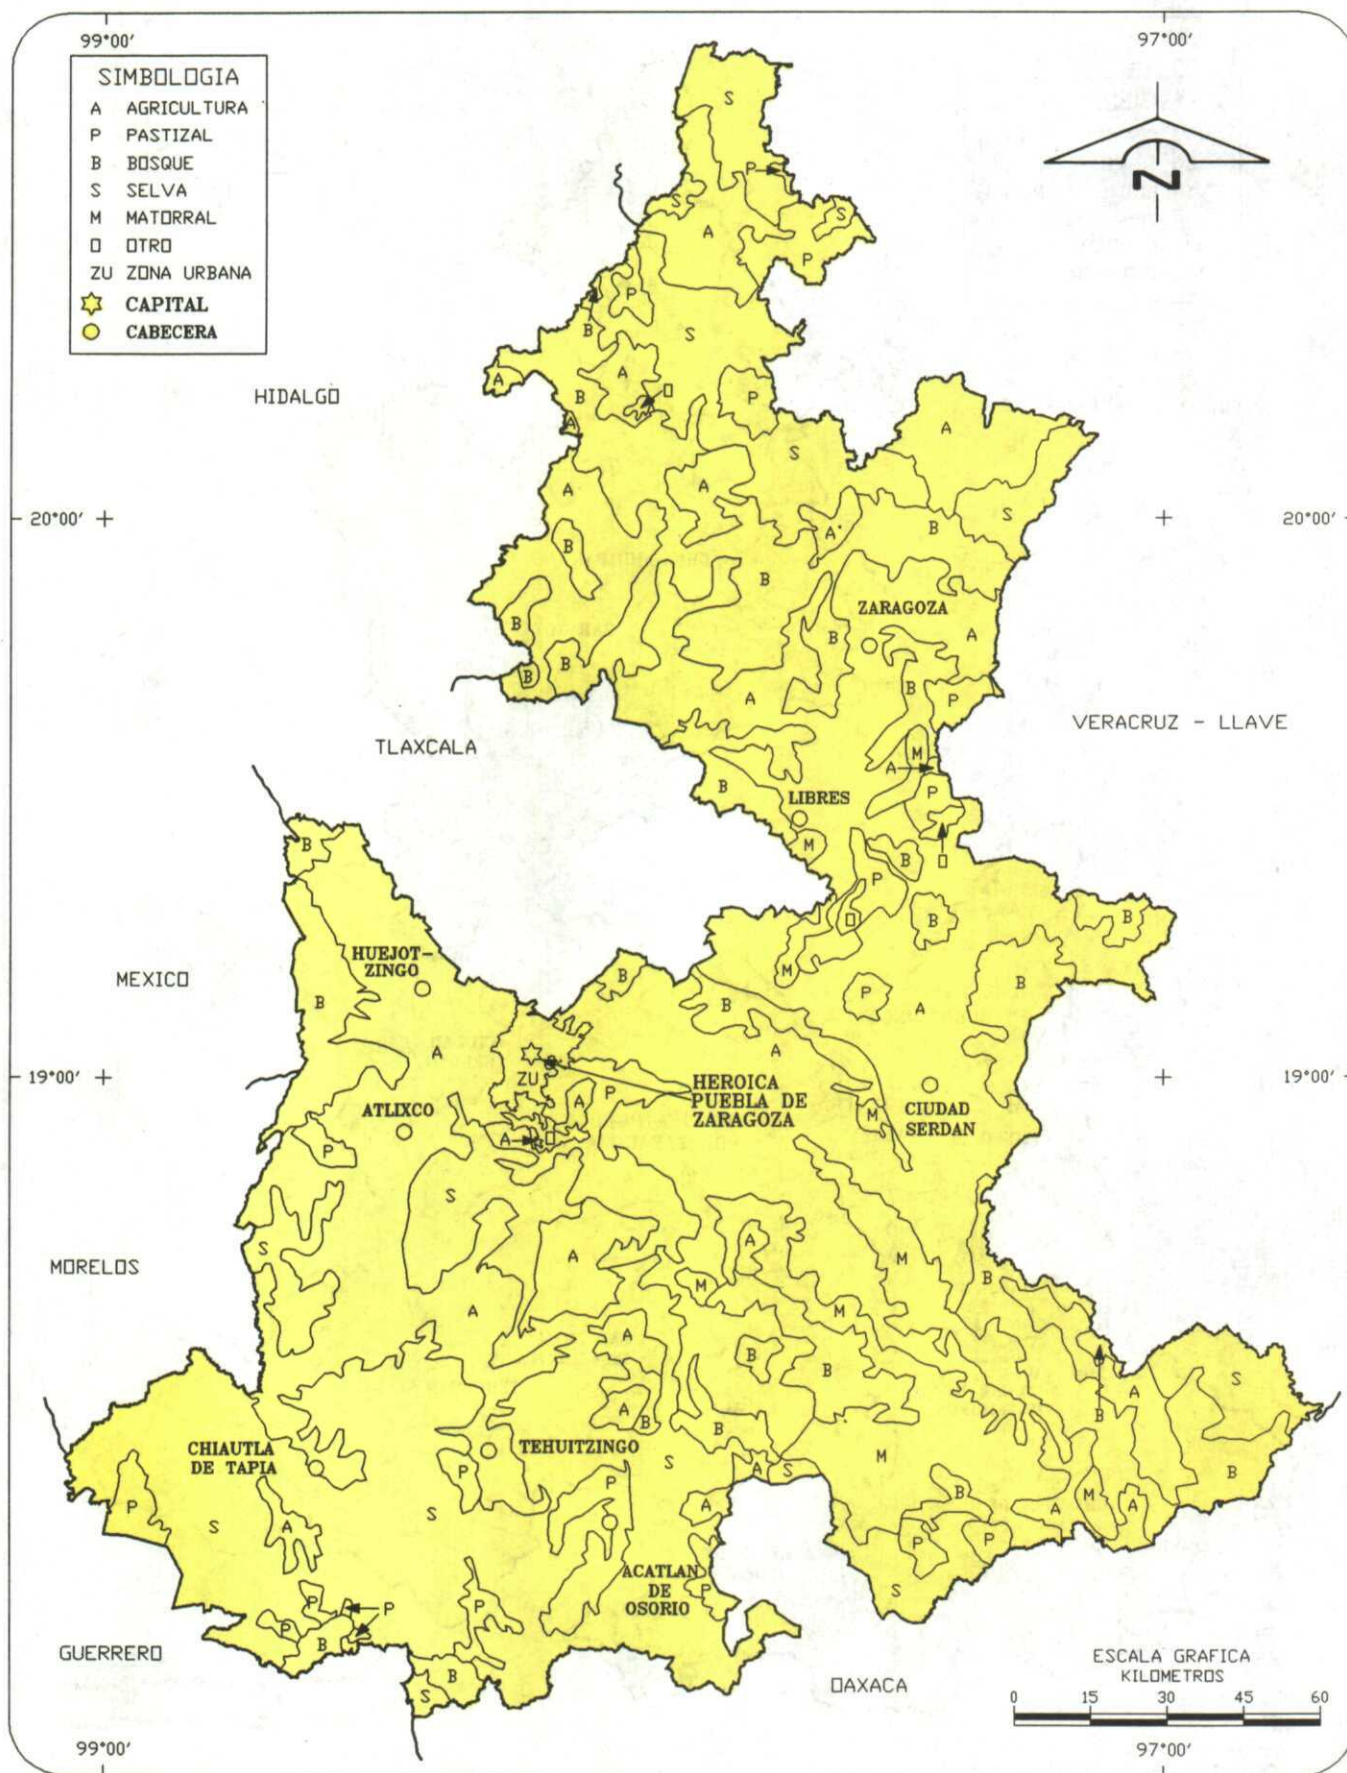 99°00'
97°00'
SIMBOLOGIA
A AGRICULTURA
P PASTIZAL
B BOSQUE
S SELVA
M MATORRAL
O OTRO
ZU ZONA URBANA
CAPITAL
CABECERA
N
S
P
S
S
A
P
P
B
S
A
A
O
B
P
A
HIDALGO
A
S
A
A
S
20°00'
20°00'
A
B
B
B
ZARAGOZA
B
B
A
B
B
B
A
P
VERACRUZ - LLAVE
TLAXCALA
M
A
B
P
LIBRES
M
B
O
B
P
O
B
B
HUEJOT-
ZINGO
MEXICO
B
M
B
B
P
B
A
A
A
19°00'
19°00'
ZU
HEROICA
PUEBLA DE
ZARAGOZA
ATLIXCO
A
P
M
CIUDAD
SERDAN
A
O
P
S
S
A
A
M
MORELOS
M
B
A
M
A
B
B
S
A
A
B
B
B
CHIAUTLA
DE TAPIA
TEHUITZINGO
S
M
P
P
A
S
B
B
P
S
A
S
A
A
M
A
P
P
ACATLAN
DE
OSORIO
P
S
P
P
P
P
B
GUERRERO
B
S
OAXACA
ESCALA GRAFICA
KILOMETROS
0 15 30 45 60
99°00'
97°00'